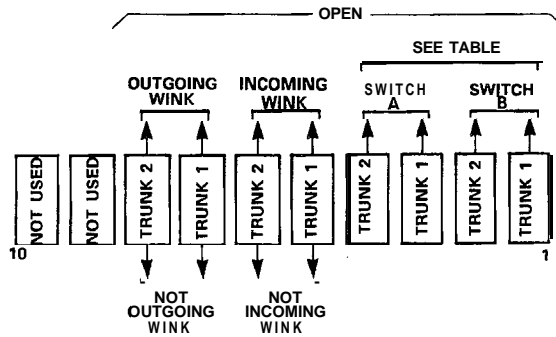 OPEN
SEE TABLE
OUTGOING
WINK
INCOMING
WINK
SWITCH
A
SWITCH
B
NOT USED
NOT USED
TRUNK 2
TRUNK 1
TRUNK 2
TRUNK 1
TRUNK 2
TRUNK 1
TRUNK 2
TRUNK 1
10
1
NOT
OUTGOING
WINK
NOT
INCOMING
WINK